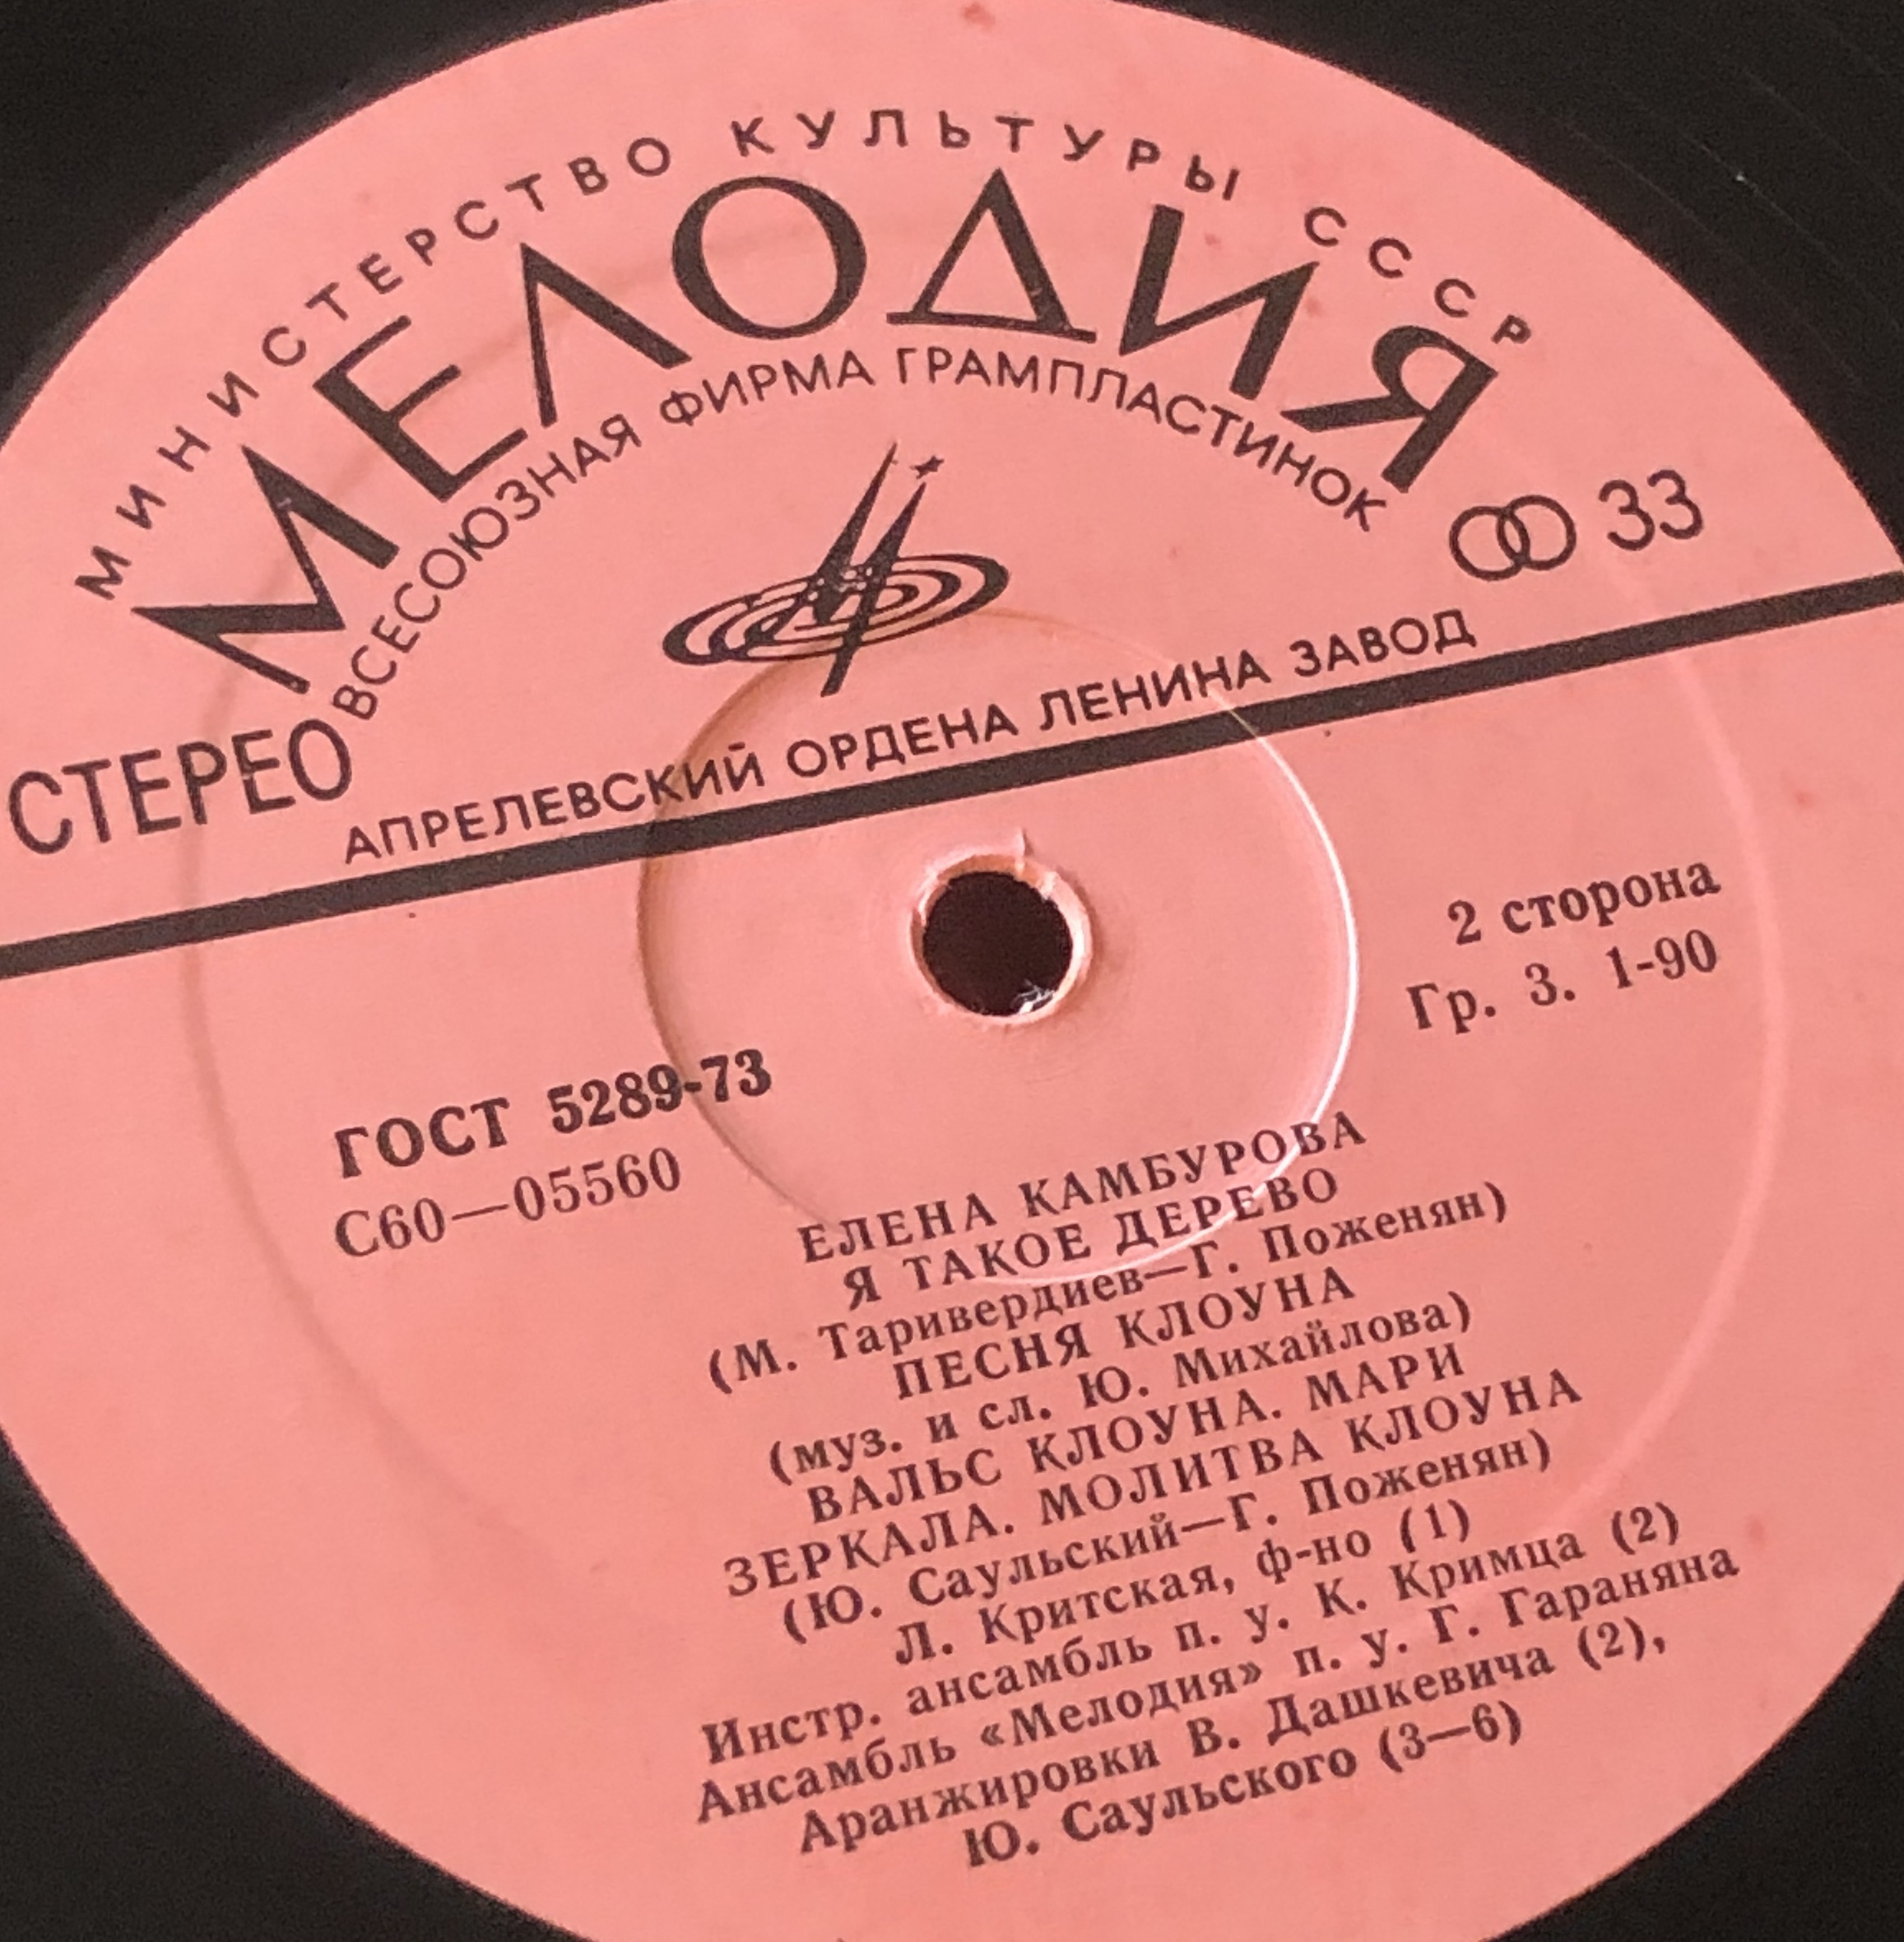 МИНИСТЕРСТВО КУЛЬТУРЫ СССР
МЕЛОДИЯ
ВСЕСОЮЗНАЯ ФИРМА ГРАМПЛАСТИНОК
33
СТЕРЕО
АПРЕЛЕВСКИЙ ОРДЕНА ЛЕНИНА ЗАВОД
2 сторона
Гр. 3. 1-90
ГОСТ 5289-73
С60—05560
ЕЛЕНА КАМБУРОВА
Я ТАКОЕ ДЕРЕВО
(М. Таривердиев—Г. Поженян)
ПЕСНЯ КЛОУНА
(муз. и сл. Ю. Михайлова)
ВАЛЬС КЛОУНА. МАРИ
ЗЕРКАЛА. МОЛИТВА КЛОУНА
(Ю. Саульский—Г. Поженян)
Л. Критская, ф-но (1)
Инстр. ансамбль п. у. К. Кримца (2)
Ансамбль «Мелодия» п. у. Г. Гараняна
Аранжировки В. Дашкевича (2),
Ю. Саульского (3—6)